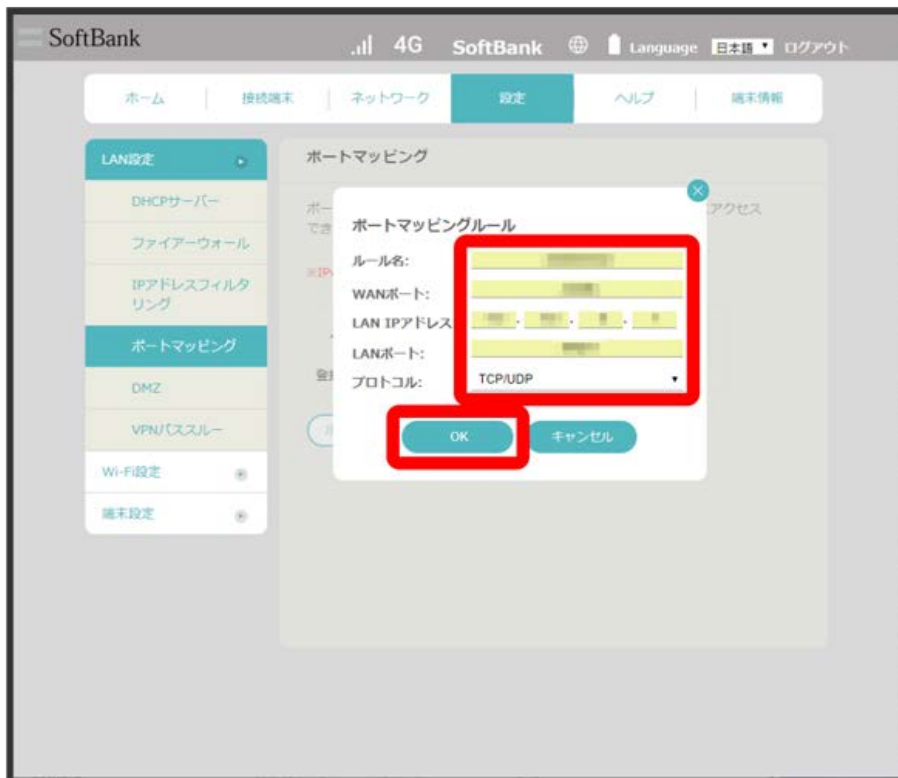 SoftBank
4G SoftBank Language 日本語 ログアウト
ホーム 接続端末 ネットワーク 設定 ヘルプ 端末情報
LAN設定
DHCPサーバー
ファイアーウォール
IPアドレスフィルタ
リング
ポートマッピング
DMZ
VPNパススルー
Wi-Fi設定
端末設定
ポートマッピング
ポー アクセス
でき
※IP
登
ポートマッピングルール
ルール名:
WANポート:
LAN IPアドレス
LANポート:
プロトコル: TCP/UDP
OK キャンセル